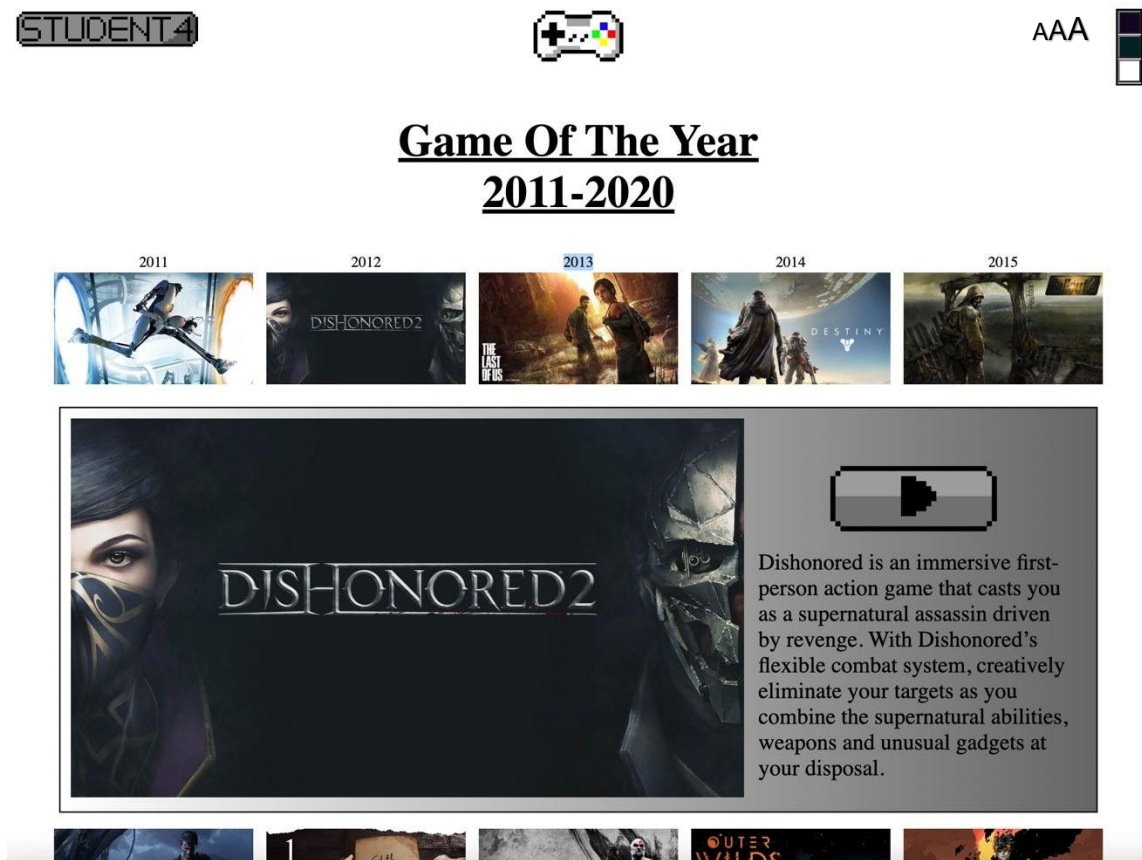 STUDENT4
AAA
Game Of The Year
2011-2020
2011
2012
2013
2014
2015
DISHONORED2
THE
LAST
OF US
DESTINY
DISHONORED2
Dishonored is an immersive first-
person action game that casts you
as a supernatural assassin driven
by revenge. With Dishonored's
flexible combat system, creatively
eliminate your targets as you
combine the supernatural abilities,
weapons and unusual gadgets at
your disposal.
OUTER
WILDS